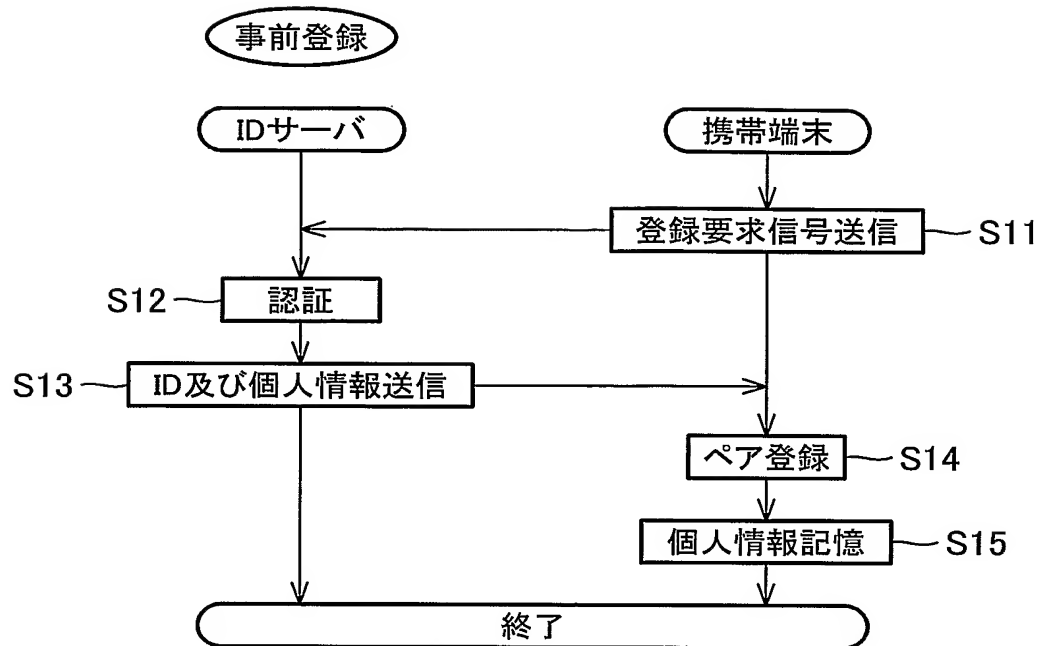 事前登録
IDサーバ
携帯端末
登録要求信号送信
S11
S12
認証
S13
ID及び個人情報送信
ペア登録
S14
個人情報記憶
S15
終了